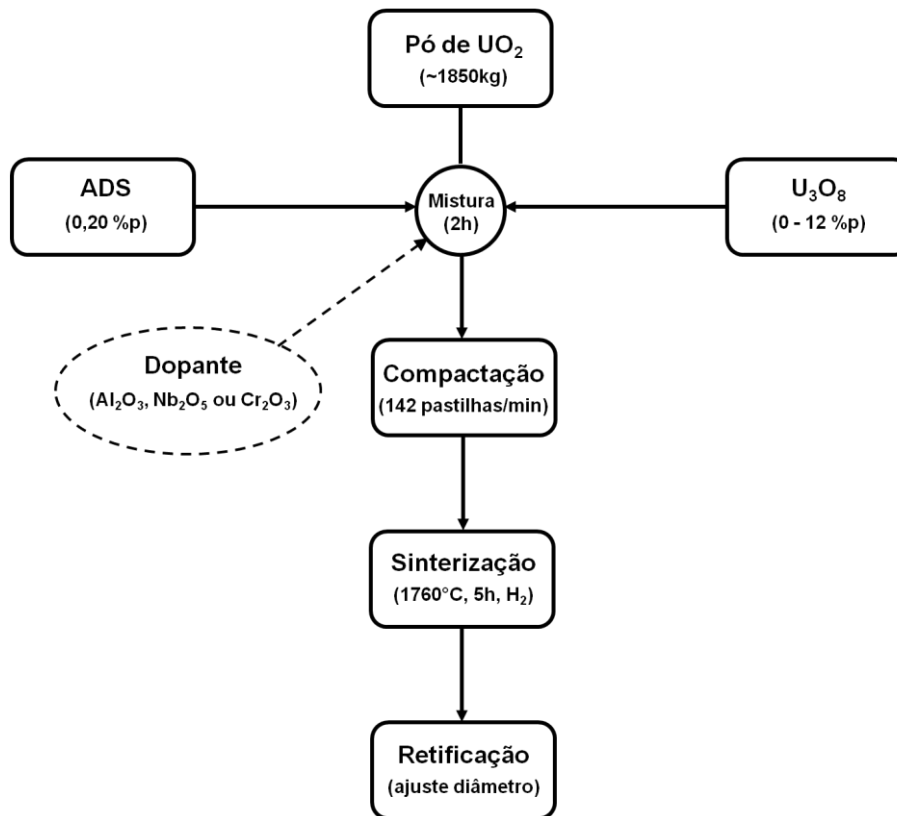 Pó de UO₂
(~1850kg)
ADS
(0,20 %p)
Mistura
(2h)
U₃O₈
(0 - 12 %p)
Dopante
(Al₂O₃, Nb₂O₅ ou Cr₂O₃)
Compactação
(142 pastilhas/min)
Sinterização
(1760°C, 5h, H₂)
Retificação
(ajuste diâmetro)